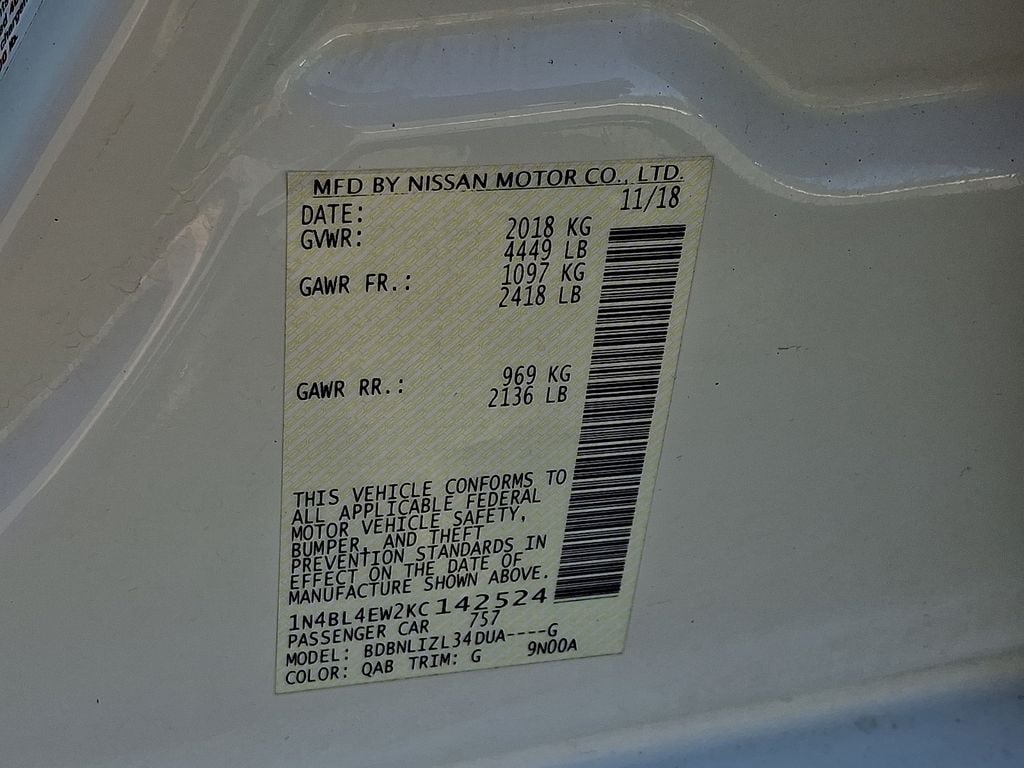 MFD BY NISSAN MOTOR CO., LTD.
DATE: 11/18
GVWR: 2018 KG
4449 LB
GAWR FR.: 1097 KG
2418 LB
GAWR RR.: 969 KG
2136 LB
THIS VEHICLE CONFORMS TO
ALL APPLICABLE FEDERAL
MOTOR VEHICLE SAFETY,
BUMPER, AND THEFT
PREVENTION STANDARDS IN
EFFECT ON THE DATE OF
MANUFACTURE SHOWN ABOVE.
1N4BL4EW2KC142524
PASSENGER CAR 757
MODEL: BDBNLIZL34DUA----G
COLOR: QAB TRIM: G 9N00A